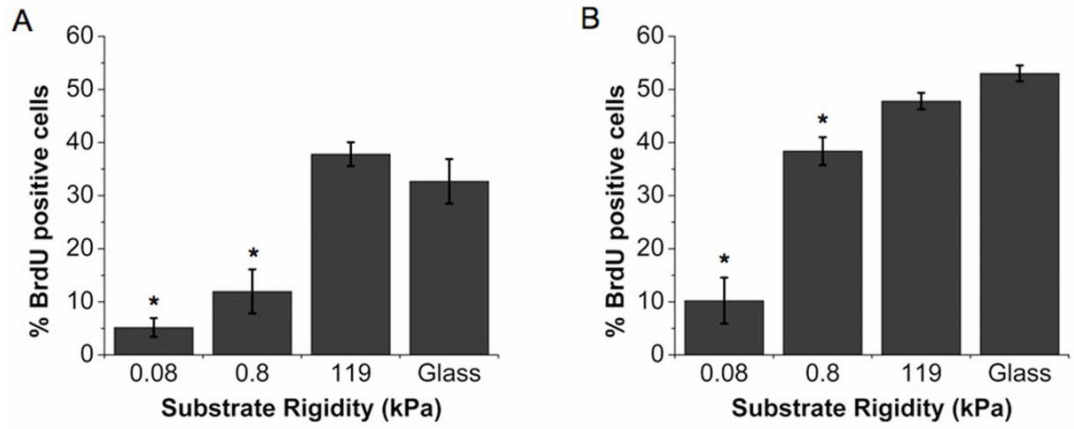 A
60
50
40
30
20
10
0
% BrdU positive cells
*
*
0.08 0.8 119 Glass
Substrate Rigidity (kPa)
B
60
50
40
30
20
10
0
% BrdU positive cells
*
*
0.08 0.8 119 Glass
Substrate Rigidity (kPa)